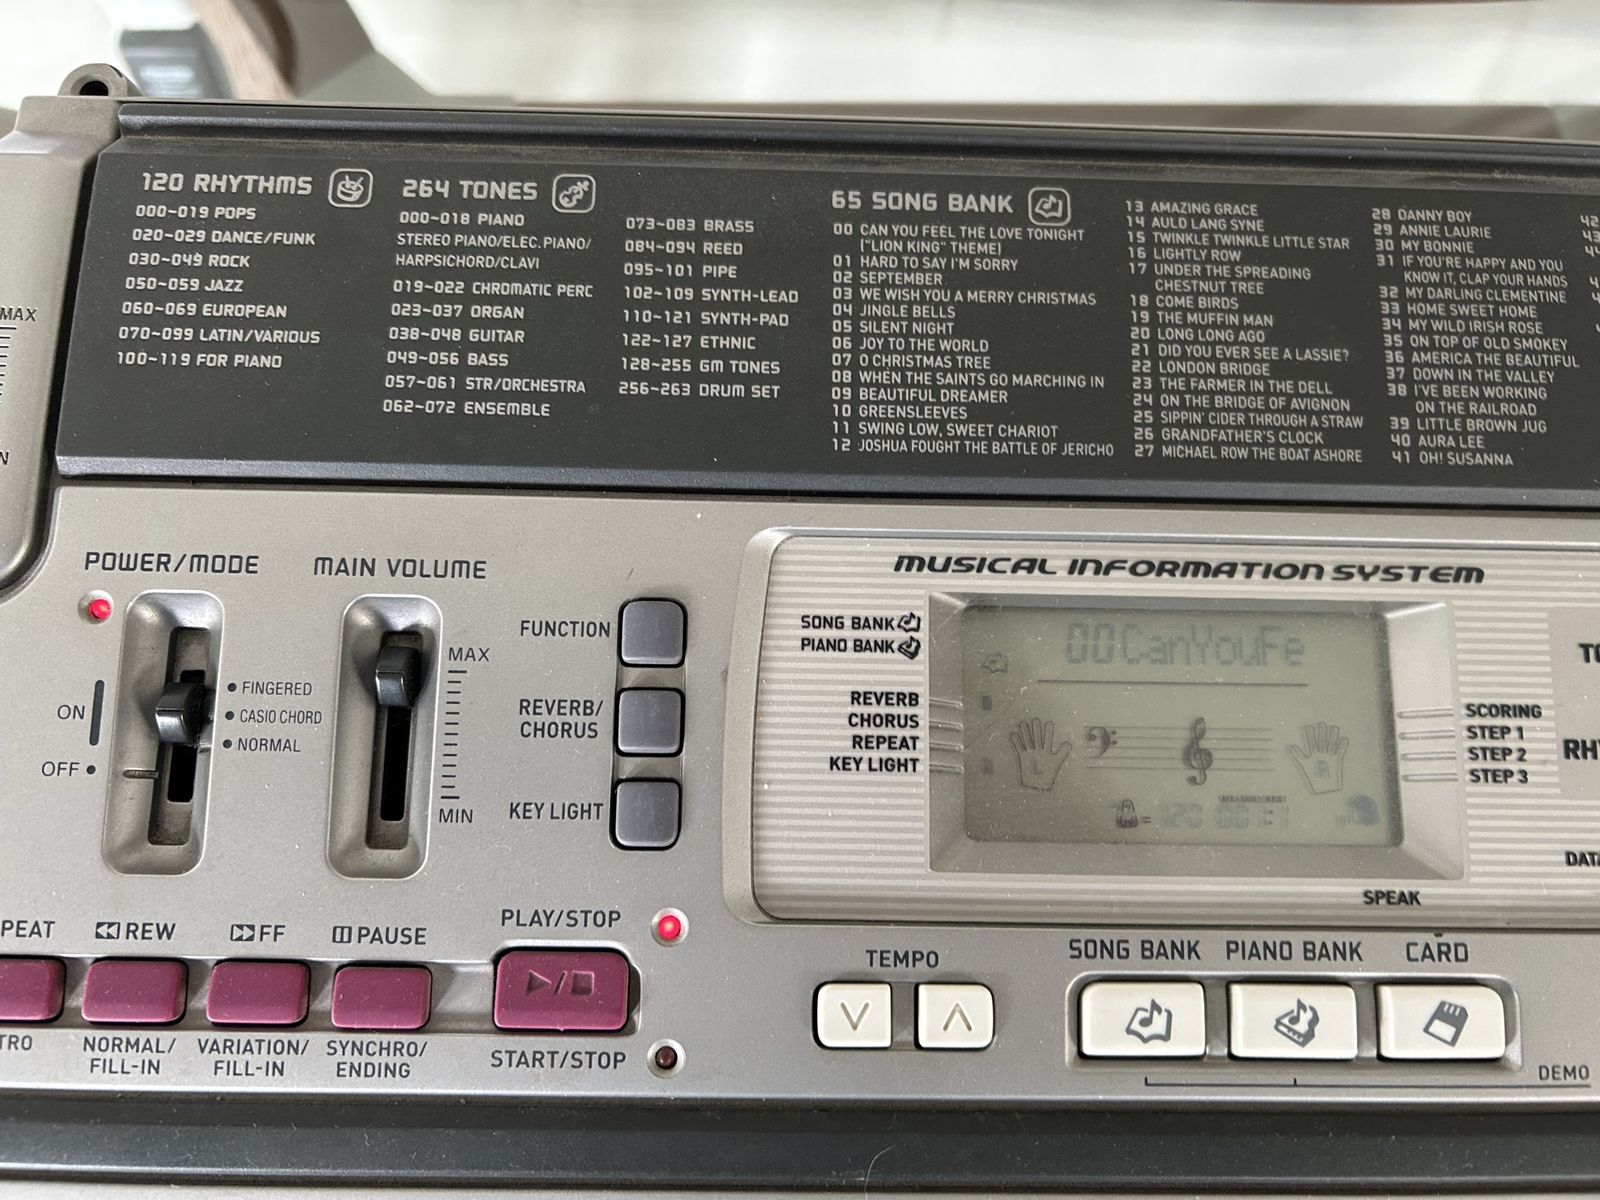 120 RHYTHMS
000~019 POPS
020~029 DANCE/FUNK
030~049 ROCK
050~059 JAZZ
060~069 EUROPEAN
070~099 LATIN/VARIOUS
100~119 FOR PIANO
264 TONES
000~018 PIANO
STEREO PIANO/ELEC. PIANO/
HARPSICHORD/CLAVI
019~022 CHROMATIC PERC
023~037 ORGAN
038~048 GUITAR
049~056 BASS
057~061 STR/ORCHESTRA
062~072 ENSEMBLE
073~083 BRASS
084~094 REED
095~101 PIPE
102~109 SYNTH-LEAD
110~121 SYNTH-PAD
122~127 ETHNIC
128~255 GM TONES
256~263 DRUM SET
65 SONG BANK
00 CAN YOU FEEL THE LOVE TONIGHT
("LION KING" THEME)
01 HARD TO SAY I'M SORRY
02 SEPTEMBER
03 WE WISH YOU A MERRY CHRISTMAS
04 JINGLE BELLS
05 SILENT NIGHT
06 JOY TO THE WORLD
07 O CHRISTMAS TREE
08 WHEN THE SAINTS GO MARCHING IN
09 BEAUTIFUL DREAMER
10 GREENSLEEVES
11 SWING LOW, SWEET CHARIOT
12 JOSHUA FOUGHT THE BATTLE OF JERICHO
13 AMAZING GRACE
14 AULD LANG SYNE
15 TWINKLE TWINKLE LITTLE STAR
16 LIGHTLY ROW
17 UNDER THE SPREADING
CHESTNUT TREE
18 COME BIRDS
19 THE MUFFIN MAN
20 LONG LONG AGO
21 DID YOU EVER SEE A LASSIE?
22 LONDON BRIDGE
23 THE FARMER IN THE DELL
24 ON THE BRIDGE OF AVIGNON
25 SIPPIN' CIDER THROUGH A STRAW
26 GRANDFATHER'S CLOCK
27 MICHAEL ROW THE BOAT ASHORE
28 DANNY BOY
29 ANNIE LAURIE
30 MY BONNIE
31 IF YOU'RE HAPPY AND YOU
KNOW IT, CLAP YOUR HANDS
32 MY DARLING CLEMENTINE
33 HOME SWEET HOME
34 MY WILD IRISH ROSE
35 ON TOP OF OLD SMOKEY
36 AMERICA THE BEAUTIFUL
37 DOWN IN THE VALLEY
38 I'VE BEEN WORKING
ON THE RAILROAD
39 LITTLE BROWN JUG
40 AURA LEE
41 OH! SUSANNA
42
MAX
POWER/MODE
ON
OFF
FINGERED
CASIO CHORD
NORMAL
MAIN VOLUME
MAX
MIN
FUNCTION
REVERB/
CHORUS
KEY LIGHT
MUSICAL INFORMATION SYSTEM
SONG BANK
PIANO BANK
REVERB
CHORUS
REPEAT
KEY LIGHT
00CanYouFe
L
R
SCORING
STEP 1
STEP 2
STEP 3
SPEAK
PEAT
REW
FF
PAUSE
PLAY/STOP
TRO
NORMAL/
FILL-IN
VARIATION/
FILL-IN
SYNCHRO/
ENDING
START/STOP
TEMPO
SONG BANK
PIANO BANK
CARD
DEMO